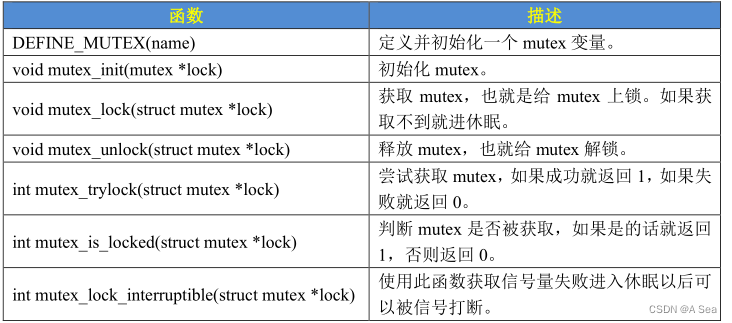 函数 描述
DEFINE_MUTEX(name) 定义并初始化一个 mutex 变量。
void mutex_init(mutex *lock) 初始化 mutex。
void mutex_lock(struct mutex *lock) 获取 mutex，也就是给 mutex 上锁。如果获
取不到就进休眠。
void mutex_unlock(struct mutex *lock) 释放 mutex，也就给 mutex 解锁。
int mutex_trylock(struct mutex *lock) 尝试获取 mutex，如果成功就返回 1，如果失
败就返回 0。
int mutex_is_locked(struct mutex *lock) 判断 mutex 是否被获取，如果是的话就返回
1，否则返回 0。
int mutex_lock_interruptible(struct mutex *lock) 使用此函数获取信号量失败进入休眠以后可
以被信号打断。
CSDN @A Sea